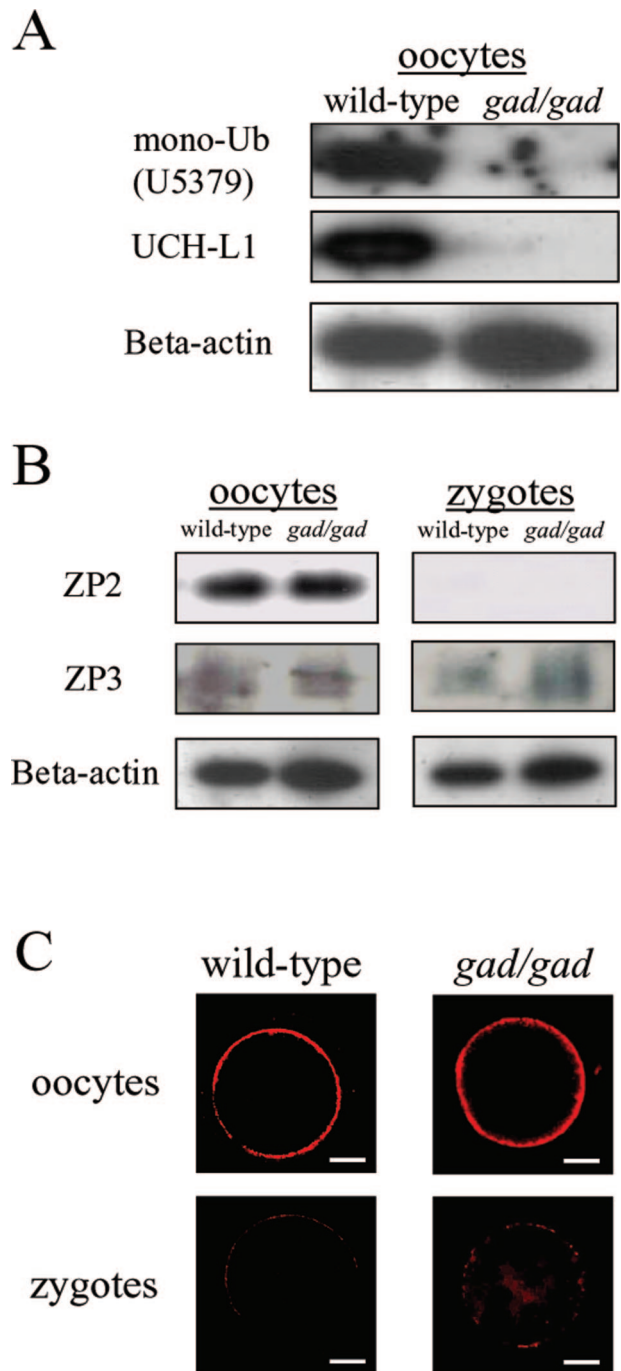 A
oocytes
wild-type gad/gad
mono-Ub
(U5379)
UCH-L1
Beta-actin
B
oocytes zygotes
wild-type gad/gad wild-type gad/gad
ZP2
ZP3
Beta-actin
C
wild-type gad/gad
oocytes
zygotes